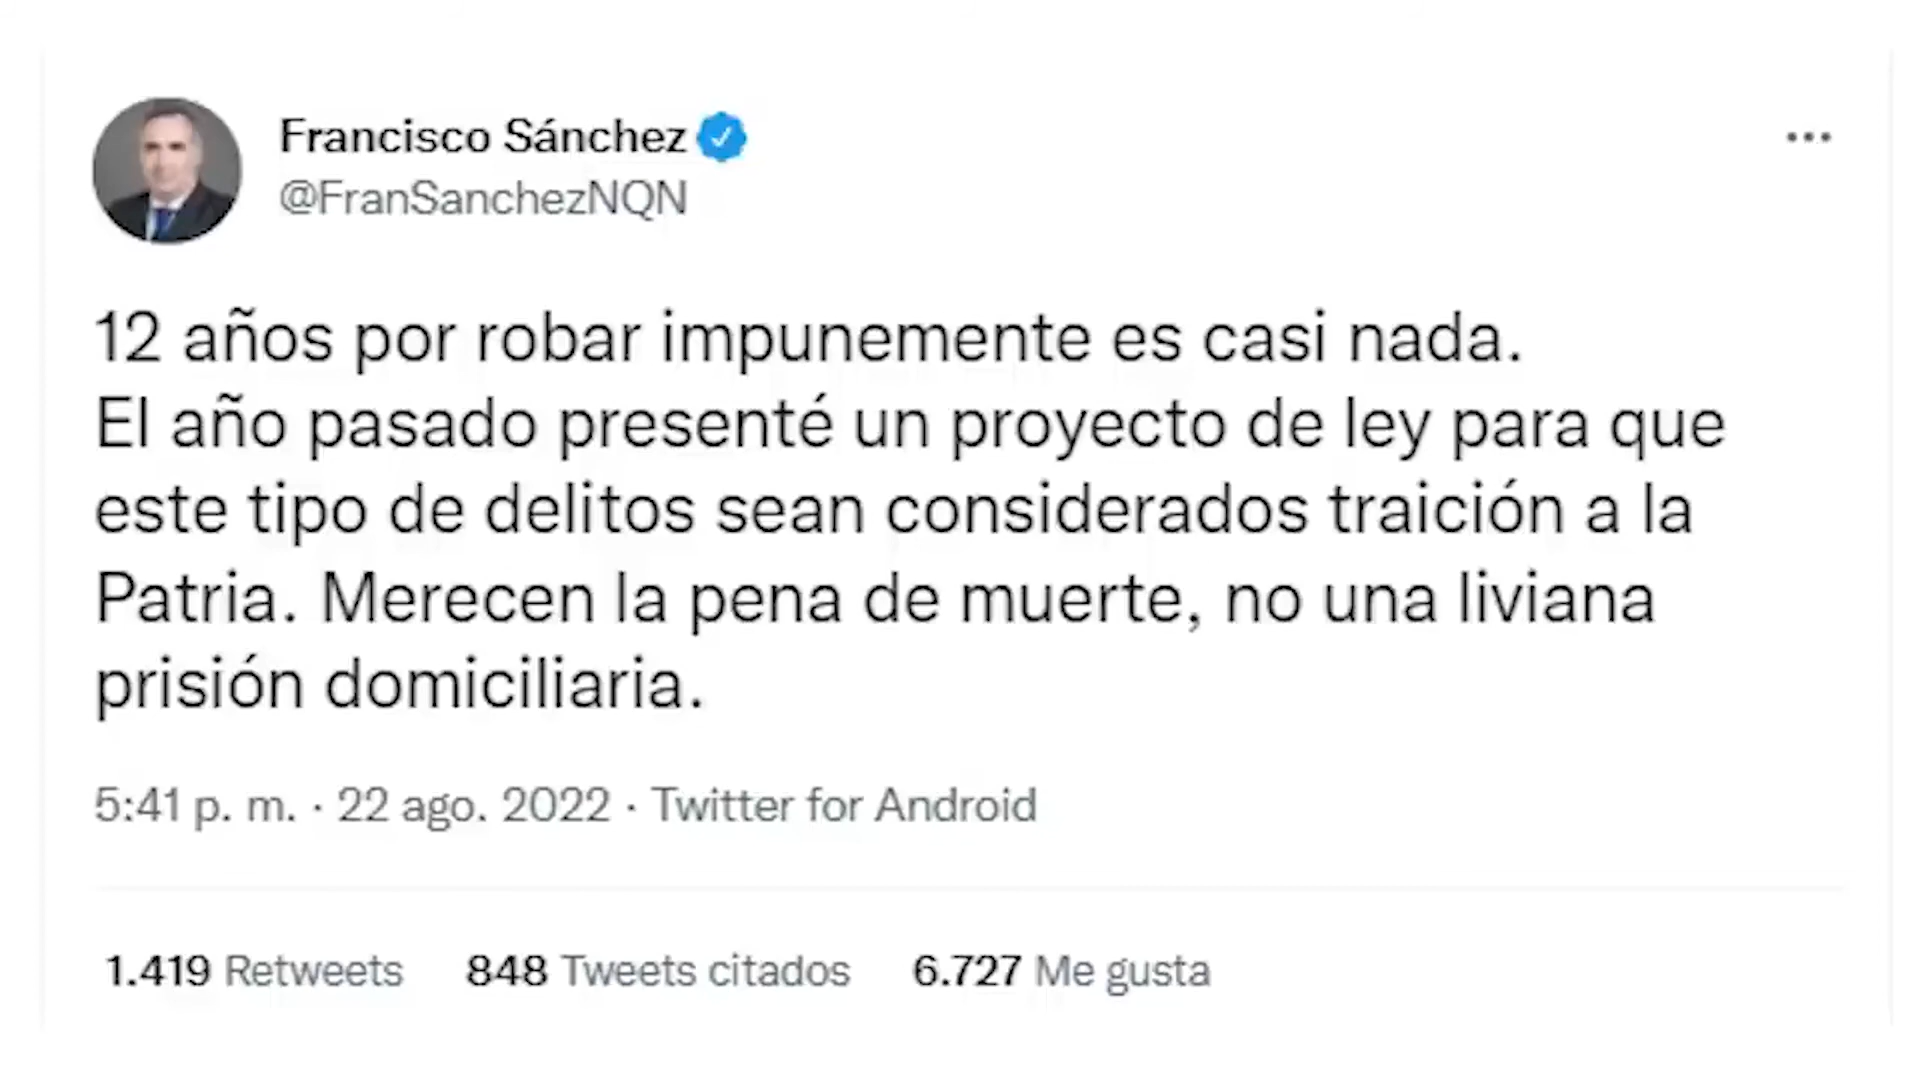 Francisco Sánchez
@FranSanchezNQN
12 años por robar impunemente es casi nada.
El año pasado presenté un proyecto de ley para que
este tipo de delitos sean considerados traición a la
Patria. Merecen la pena de muerte, no una liviana
prisión domiciliaria.
5:41 p. m. · 22 ago. 2022 · Twitter for Android
1.419 Retweets 848 Tweets citados 6.727 Me gusta